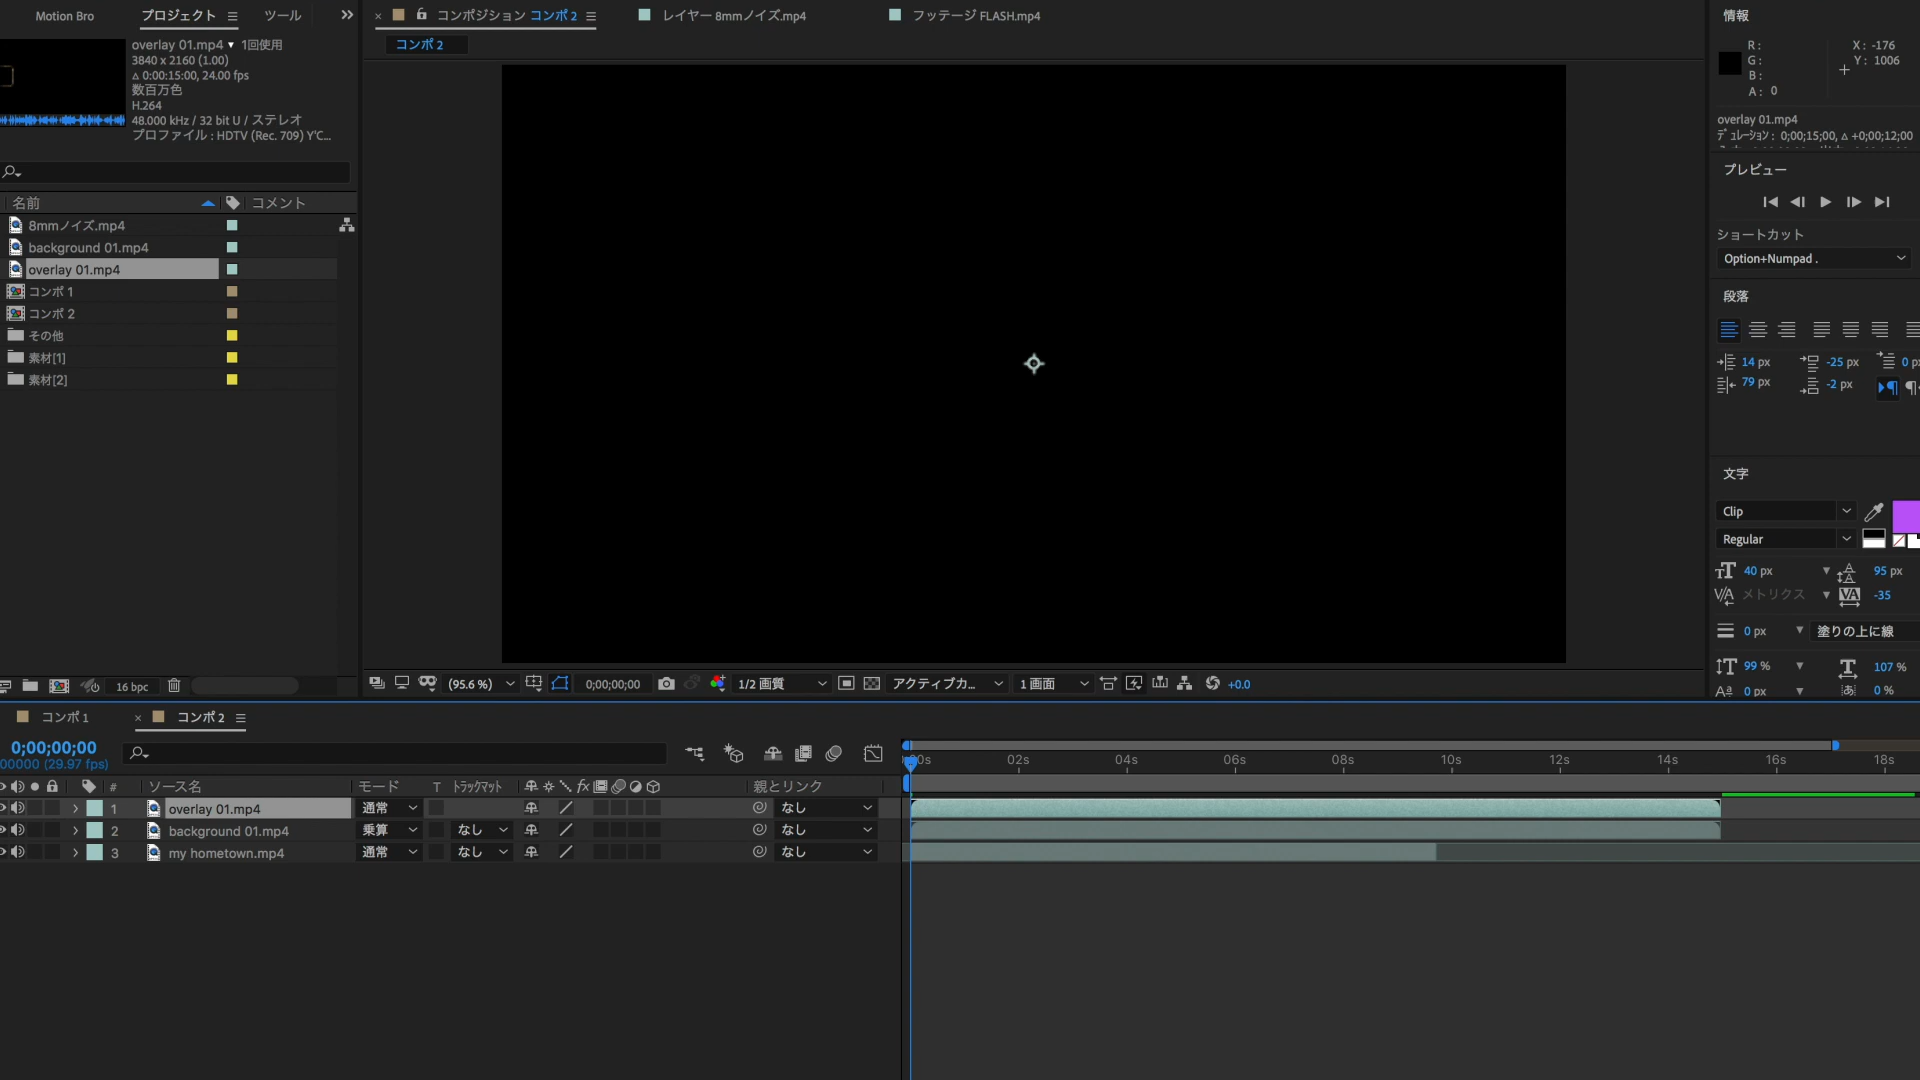 Motion Bro
プロジェクト
ツール
overlay 01.mp4 ▼ 1回使用
3840 x 2160 (1.00)
Δ 0:00:15:00, 24.00 fps
数百万色
H.264
48.000 kHz / 32 bit U / ステレオ
プロファイル : HDTV (Rec. 709) Y'C...
名前
コメント
8mmノイズ.mp4
background 01.mp4
overlay 01.mp4
コンポ 1
コンポ 2
その他
素材[1]
素材[2]
16 bpc
コンポジション コンポ 2
レイヤー 8mmノイズ.mp4
フッテージ FLASH.mp4
コンポ 2
(95.6 %)
0;00;00;00
1/2 画質
アクティブカ...
1 画面
+0.0
情報
R :
G :
B :
A : 0
X : -176
Y : 1006
overlay 01.mp4
デュレーション : 0;00;15;00, Δ +0;00;12;00
プレビュー
ショートカット
Option+Numpad .
段落
14 px
-25 px
0 px
79 px
-2 px
文字
Clip
Regular
40 px
95 px
メトリクス
-35
0 px
塗りの上に線
99 %
107 %
0 px
0 %
コンポ 1
コンポ 2
0;00;00;00
00000 (29.97 fps)
# ソース名
モード
T トラックマット
親とリンク
1 overlay 01.mp4 通常 なし
2 background 01.mp4 乗算 なし なし
3 my hometown.mp4 通常 なし なし
00s 02s 04s 06s 08s 10s 12s 14s 16s 18s